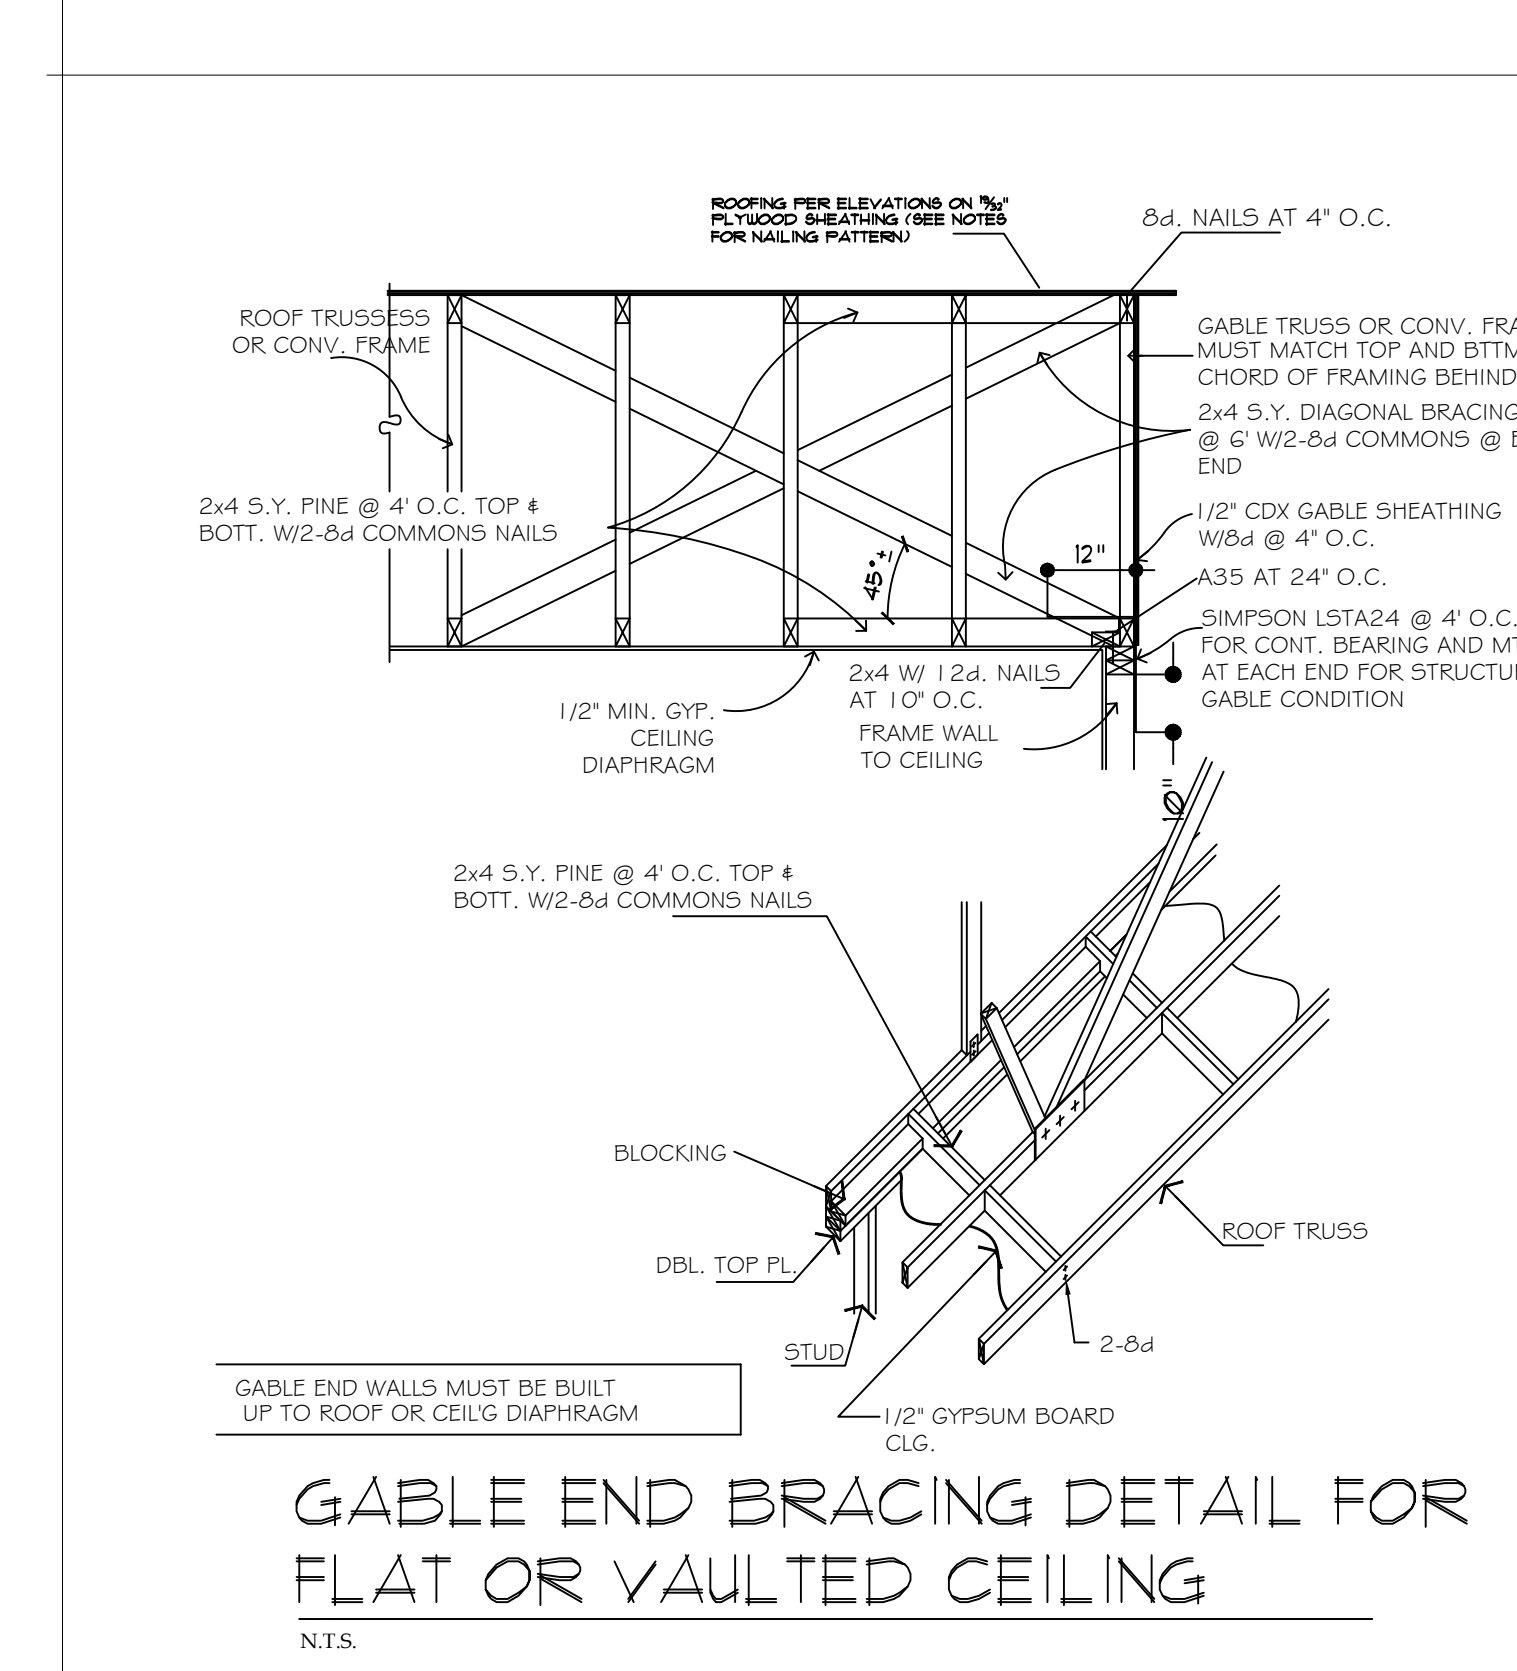 ROOFING PER ELEVATIONS ON 19/32"
PLYWOOD SHEATHING (SEE NOTES
FOR NAILING PATTERN)
8d. NAILS AT 4" O.C.
ROOF TRUSSESS
OR CONV. FRAME
GABLE TRUSS OR CONV.
MUST MATCH TOP AND
CHORD OF FRAMING BEHIND
2x4 S.Y. DIAGONAL BRACING
@ 6' W/2-8d COMMONS @
END
2x4 S.Y. PINE @ 4' O.C. TOP &
BOTT. W/2-8d COMMONS NAILS
1/2" CDX GABLE SHEATHING
W/8d @ 4" O.C.
12"
45°±
A35 AT 24" O.C.
SIMPSON LSTA24 @ 4' O.C.
FOR CONT. BEARING AND
AT EACH END FOR
GABLE CONDITION
2x4 W/ 12d. NAILS
AT 10" O.C.
1/2" MIN. GYP.
CEILING
DIAPHRAGM
FRAME WALL
TO CEILING
10"
2x4 S.Y. PINE @ 4' O.C. TOP &
BOTT. W/2-8d COMMONS NAILS
BLOCKING
DBL. TOP PL.
ROOF TRUSS
STUD
2-8d
GABLE END WALLS MUST BE BUILT
UP TO ROOF OR CEIL'G DIAPHRAGM
1/2" GYPSUM BOARD
CLG.
GABLE END BRACING DETAIL FOR
FLAT OR VAULTED CEILING
N.T.S.